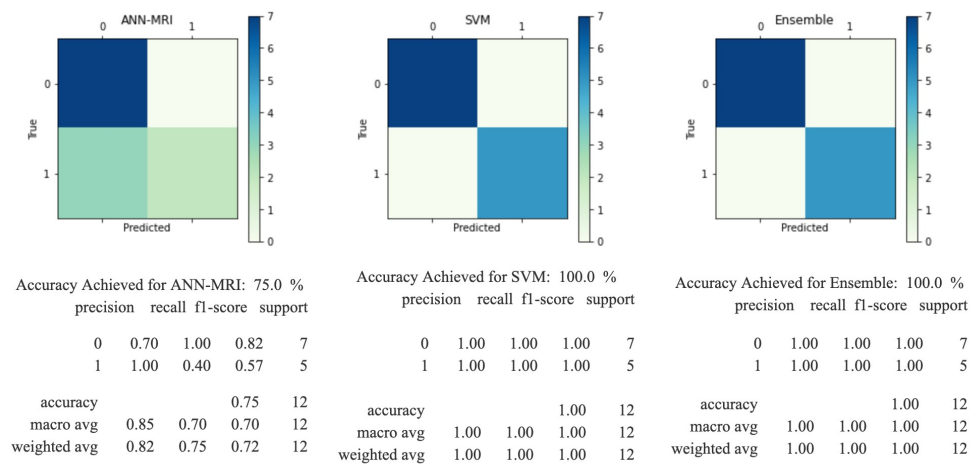 ANN-MRI
0 1
0
1
True
Predicted
7
6
5
4
3
2
1
0
Accuracy Achieved for ANN-MRI: 75.0 %
precision recall f1-score support
0 0.70 1.00 0.82 7
1 1.00 0.40 0.57 5
accuracy 0.75 12
macro avg 0.85 0.70 0.70 12
weighted avg 0.82 0.75 0.72 12
SVM
0 1
0
1
True
Predicted
7
6
5
4
3
2
1
0
Accuracy Achieved for SVM: 100.0 %
precision recall f1-score support
0 1.00 1.00 1.00 7
1 1.00 1.00 1.00 5
accuracy 1.00 12
macro avg 1.00 1.00 1.00 12
weighted avg 1.00 1.00 1.00 12
Ensemble
0 1
0
1
True
Predicted
7
6
5
4
3
2
1
0
Accuracy Achieved for Ensemble: 100.0 %
precision recall f1-score support
0 1.00 1.00 1.00 7
1 1.00 1.00 1.00 5
accuracy 1.00 12
macro avg 1.00 1.00 1.00 12
weighted avg 1.00 1.00 1.00 12